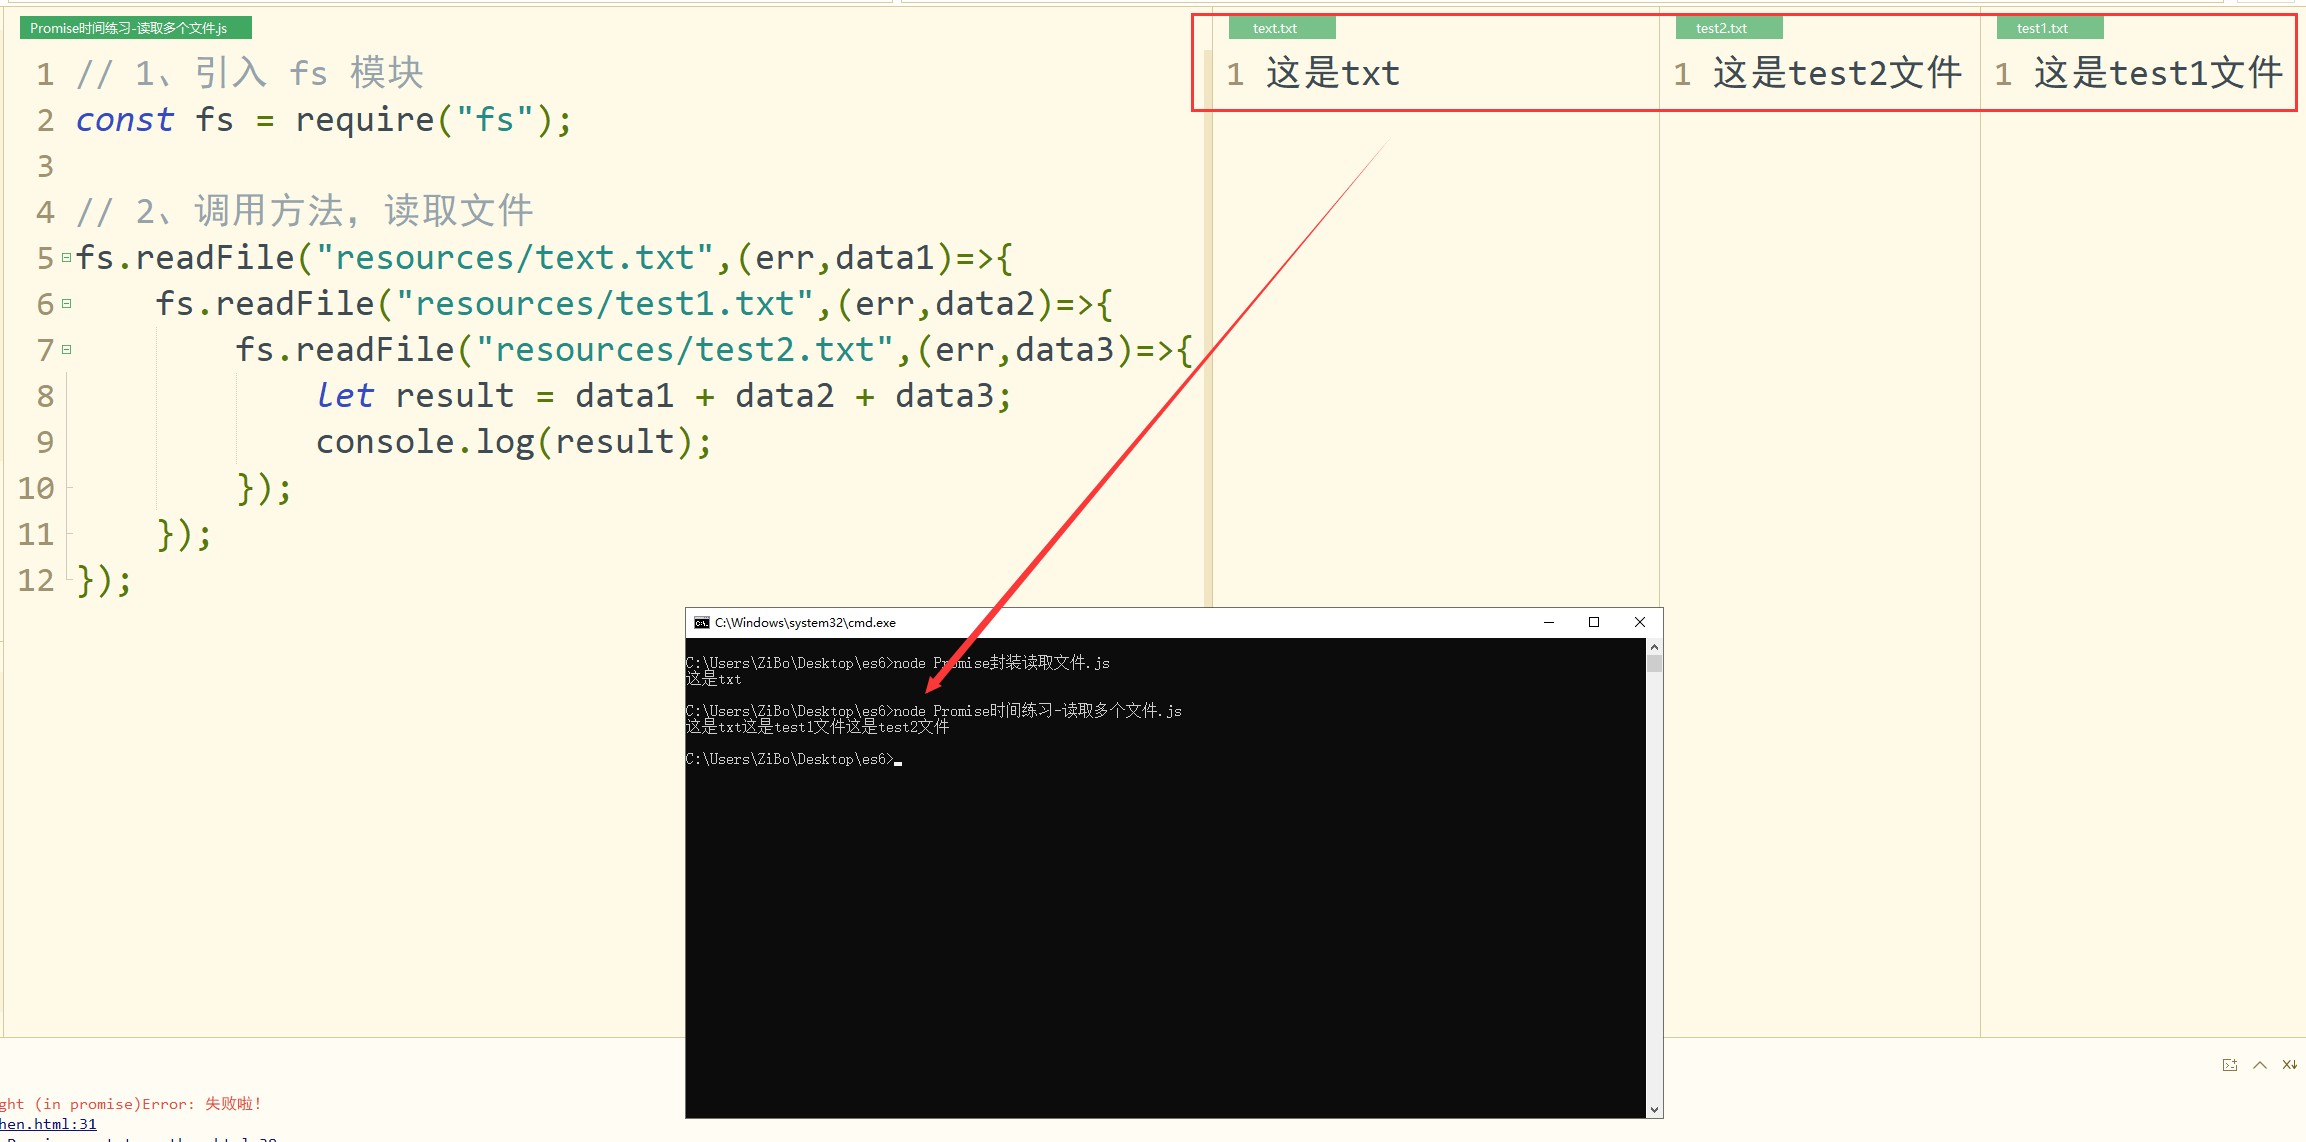 Promise时间练习-读取多个文件.js
1 // 1、引入 fs 模块
2 const fs = require("fs");
3
4 // 2、调用方法，读取文件
5 fs.readFile("resources/text.txt",(err,data1)=>{
6 fs.readFile("resources/test1.txt",(err,data2)=>{
7 fs.readFile("resources/test2.txt",(err,data3)=>{
8 let result = data1 + data2 + data3;
9 console.log(result);
10 });
11 });
12 });
text.txt
1 这是txt
test2.txt
1 这是test2文件
test1.txt
1 这是test1文件
C:\Windows\system32\cmd.exe
C:\Users\ZiBo\Desktop\es6>node Promise封装读取文件.js
这是txt
C:\Users\ZiBo\Desktop\es6>node Promise时间练习-读取多个文件.js
这是txt这是test1文件这是test2文件
C:\Users\ZiBo\Desktop\es6>
ght (in promise)Error: 失败啦!
hen.html:31